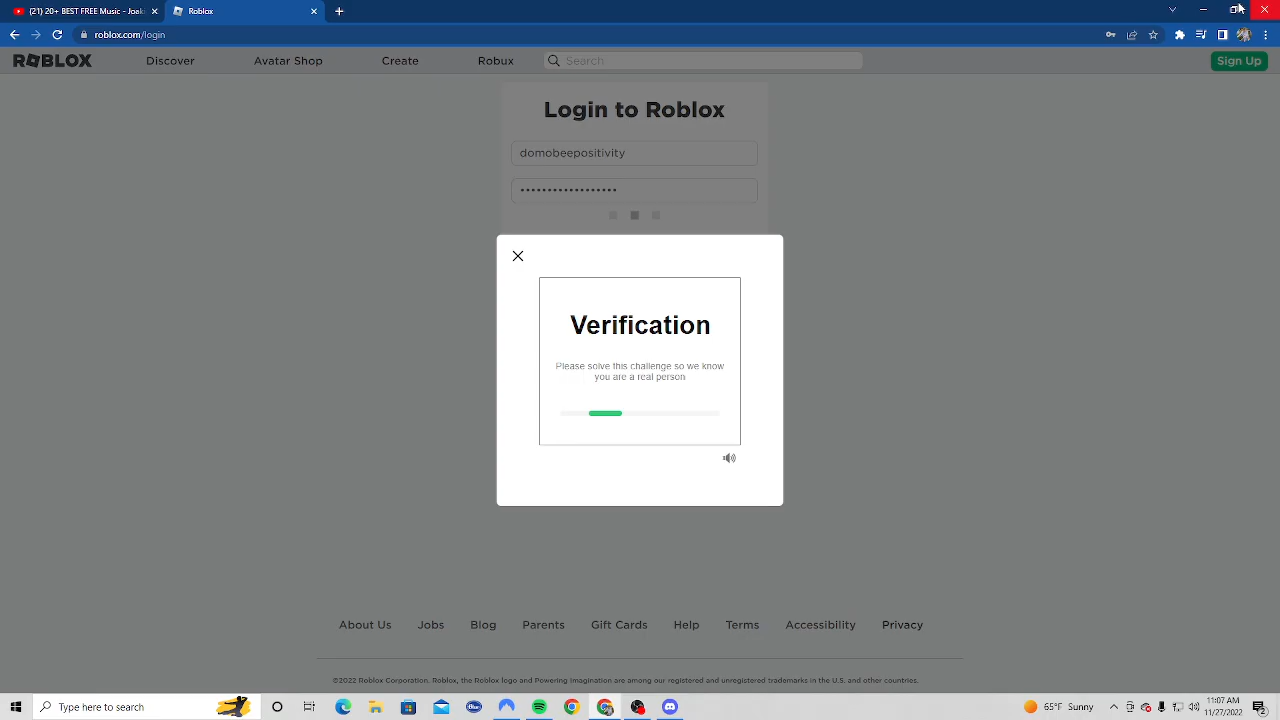 (21) 20+ BEST FREE Music - Joaki
Roblox
roblox.com/login
ROBLOX
Discover
Avatar Shop
Create
Robux
Search
Sign Up
Login to Roblox
domobeepositivity
••••••••••••••••••
Verification
Please solve this challenge so we know
you are a real person
About Us
Jobs
Blog
Parents
Gift Cards
Help
Terms
Accessibility
Privacy
©2022 Roblox Corporation. Roblox, the Roblox logo and Powering Imagination are among our registered and unregistered trademarks in the U.S. and other countries.
Type here to search
65°F Sunny
11:07 AM
11/27/2022
2